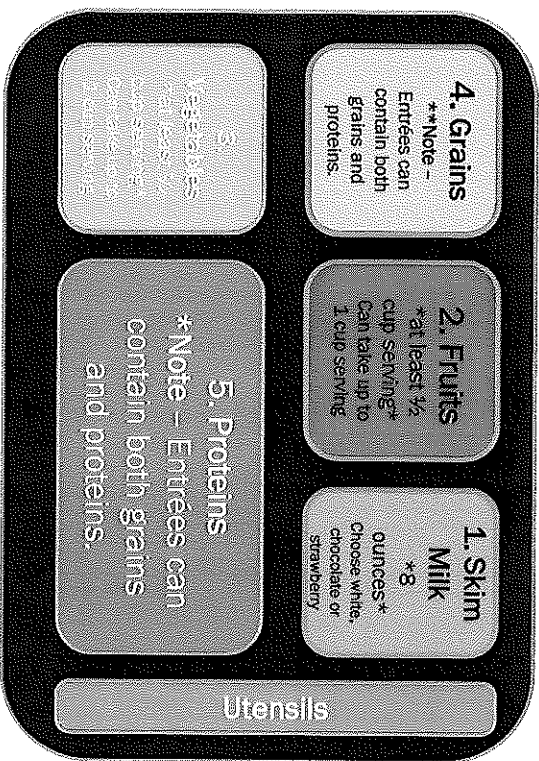 4. Grains
**Note –
Entrées can
contain both
grains and
proteins.
2. Fruits
*at least ½
cup serving*
Can take up to
1 cup serving
1. Skim
Milk
*8
ounces*
Choose white,
chocolate or
strawberry
3.
Vegetables
5. Proteins
*Note – Entrées can
contain both grains
and proteins.
Utensils